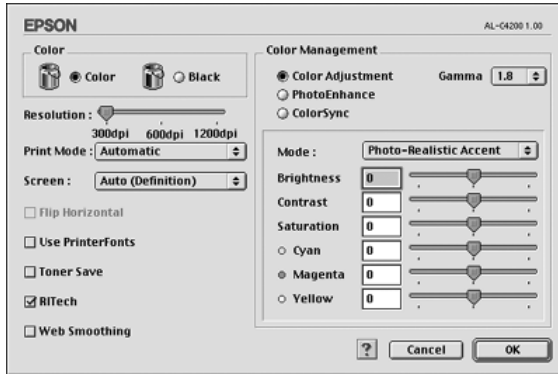 EPSON
AL-C4200 1.00
Color
Color
Black
Resolution :
300dpi 600dpi 1200dpi
Print Mode : Automatic
Screen : Auto (Definition)
Flip Horizontal
Use PrinterFonts
Toner Save
RITech
Web Smoothing
Color Management
Color Adjustment
Gamma 1.8
PhotoEnhance
ColorSync
Mode : Photo-Realistic Accent
Brightness 0
Contrast 0
Saturation 0
Cyan 0
Magenta 0
Yellow 0
? Cancel OK